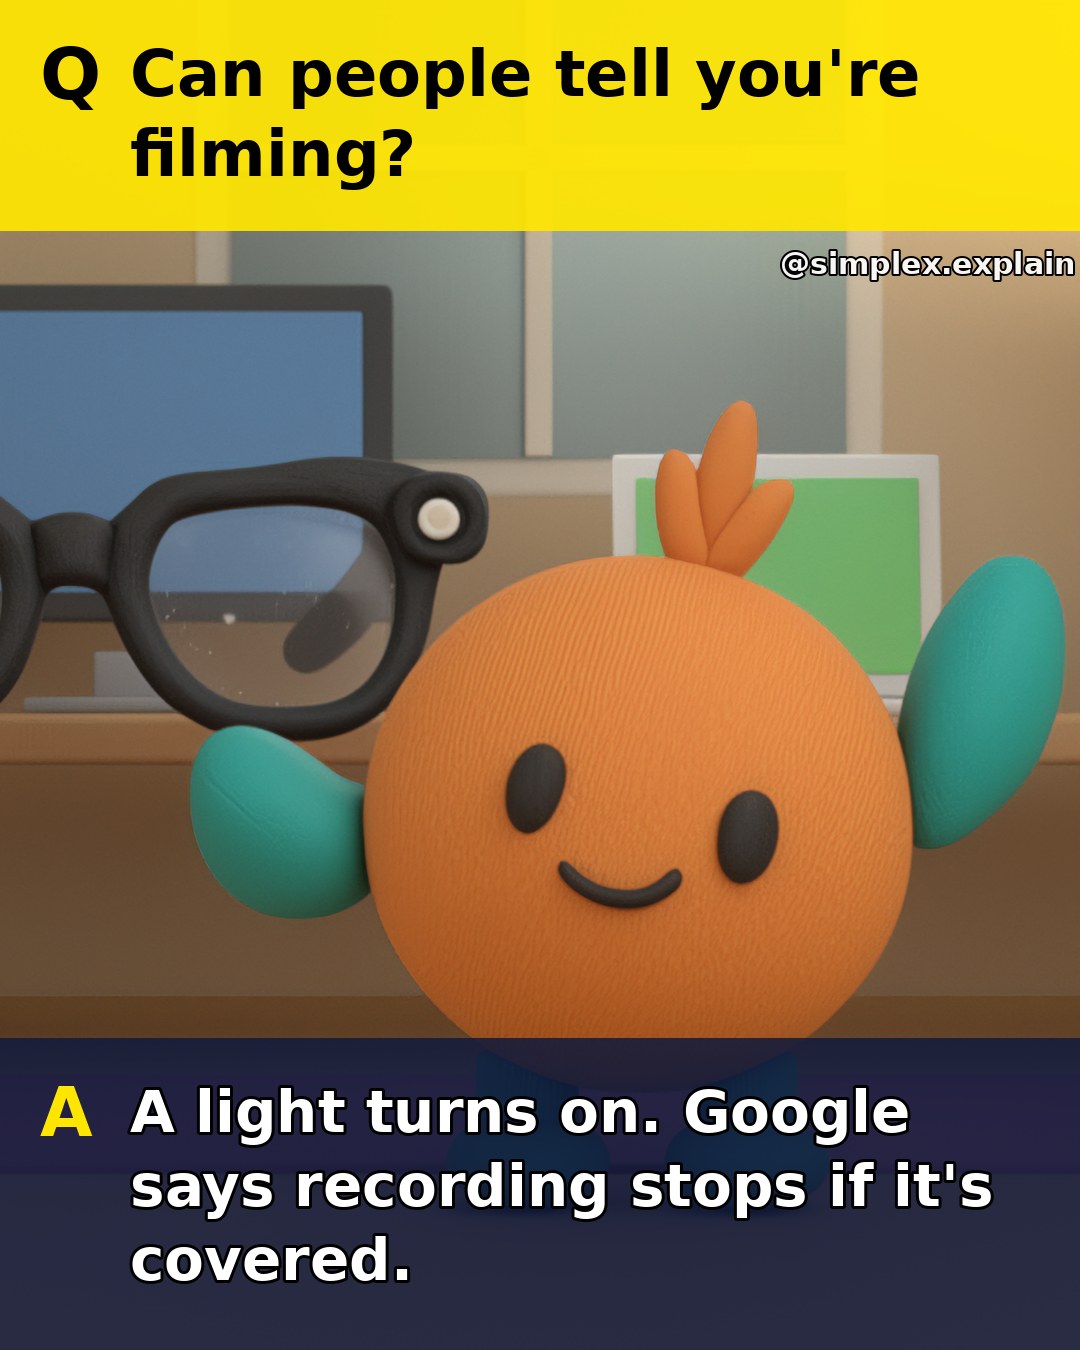 Q Can people tell you're
filming?
@simplex.explain
A A light turns on. Google
says recording stops if it's
covered.